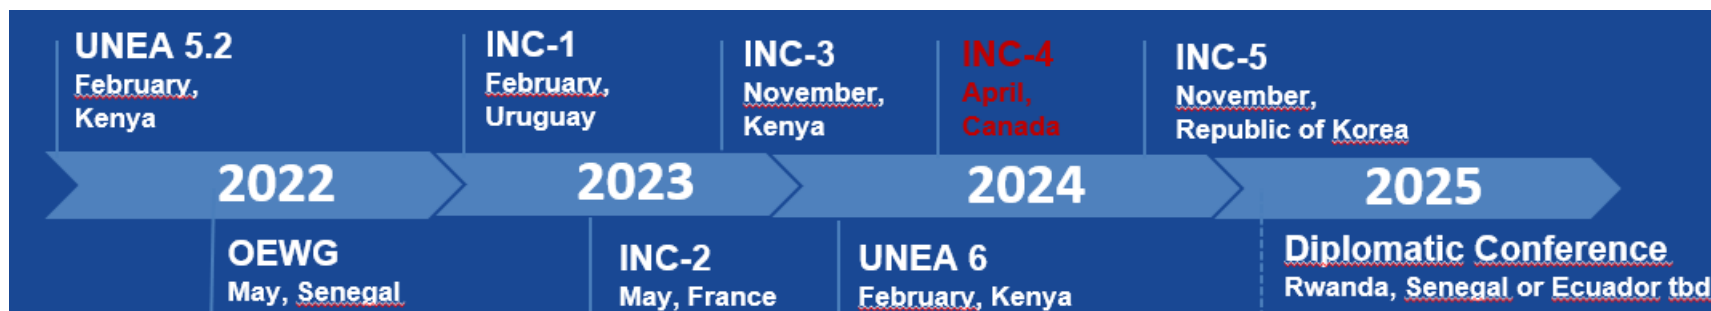 UNEA 5.2
February,
Kenya
INC-1
February,
Uruguay
INC-3
November,
Kenya
INC-4
April,
Canada
INC-5
November,
Republic of Korea
2022
2023
2024
2025
OEWG
May, Senegal
INC-2
May, France
UNEA 6
February, Kenya
Diplomatic Conference
Rwanda, Senegal or Ecuador tbd